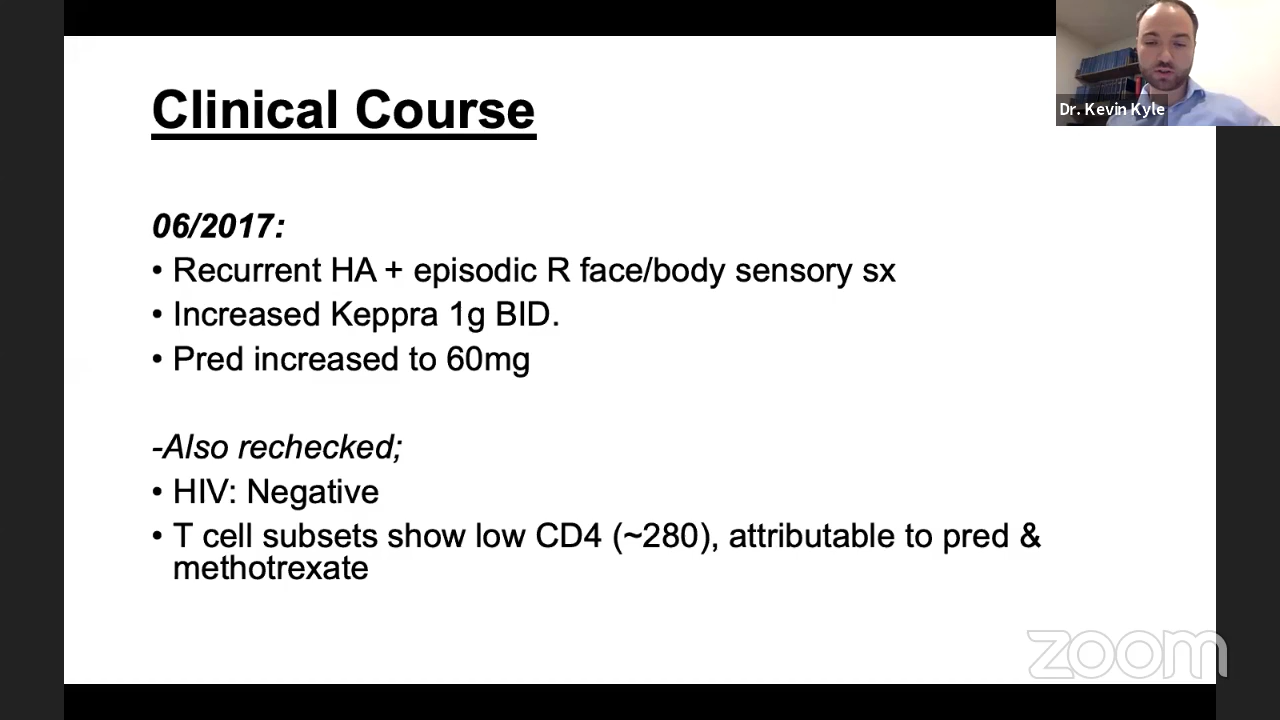 Clinical Course
Dr. Kevin Kyle
06/2017:
• Recurrent HA + episodic R face/body sensory sx
• Increased Keppra 1g BID.
• Pred increased to 60mg
-Also rechecked;
• HIV: Negative
• T cell subsets show low CD4 (~280), attributable to pred &
methotrexate
zoom